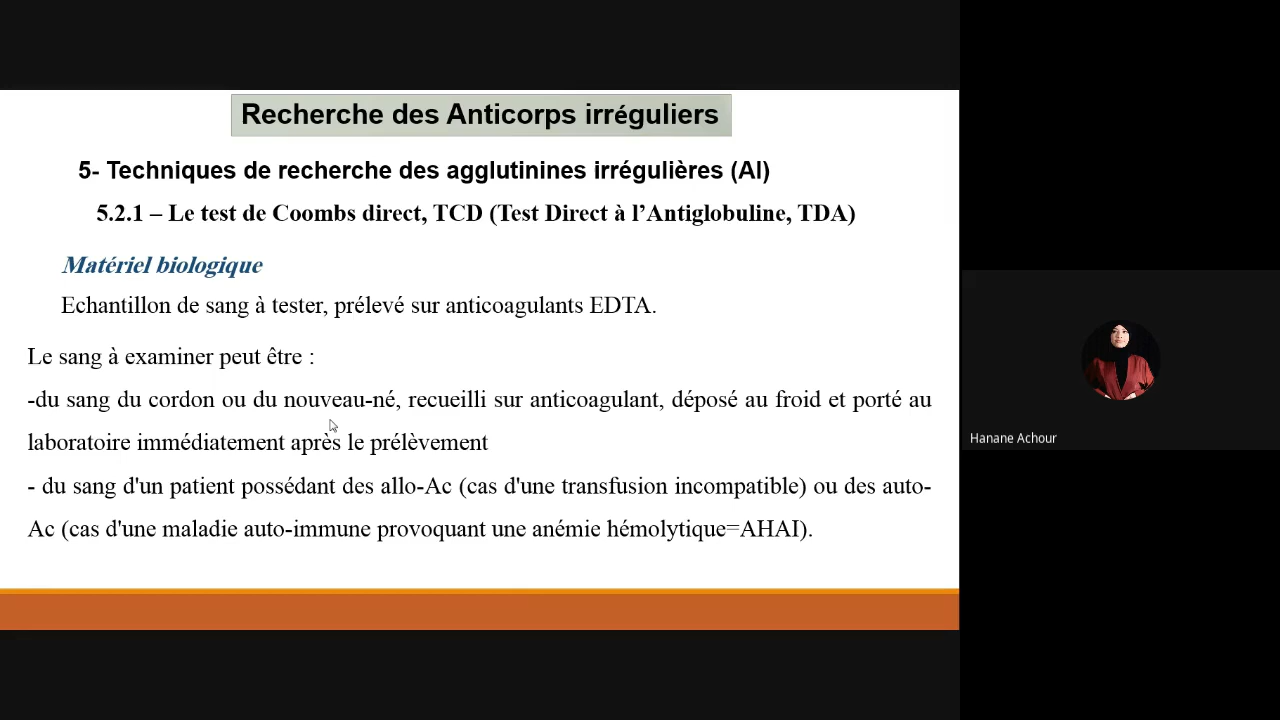 Recherche des Anticorps irréguliers
5- Techniques de recherche des agglutinines irrégulières (AI)
5.2.1 – Le test de Coombs direct, TCD (Test Direct à l’Antiglobuline, TDA)
Matériel biologique
Echantillon de sang à tester, prélevé sur anticoagulants EDTA.
Le sang à examiner peut être :
-du sang du cordon ou du nouveau-né, recueilli sur anticoagulant, déposé au froid et porté au
laboratoire immédiatement après le prélèvement
- du sang d'un patient possédant des allo-Ac (cas d'une transfusion incompatible) ou des auto-
Ac (cas d'une maladie auto-immune provoquant une anémie hémolytique=AHAI).
Hanane Achour